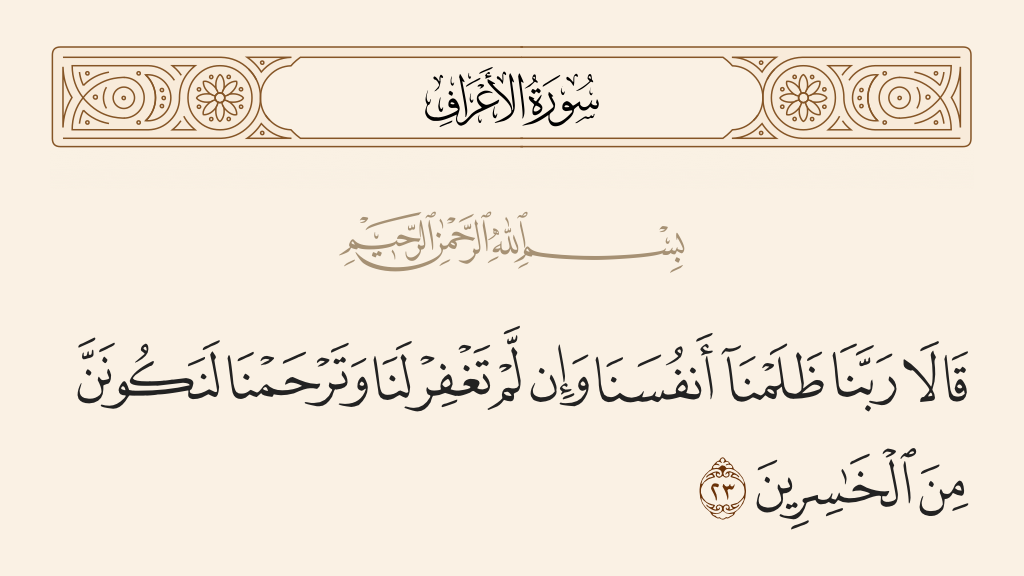 سُورَةُ الأَعْرَافِ
بِسْمِ ٱللَّهِ ٱلرَّحْمَٰنِ ٱلرَّحِيمِ
قَالَا رَبَّنَا ظَلَمْنَآ أَنفُسَنَا وَإِن لَّمْ تَغْفِرْ لَنَا وَتَرْحَمْنَا لَنَكُونَنَّ
مِنَ ٱلْخَٰسِرِينَ ٢٣